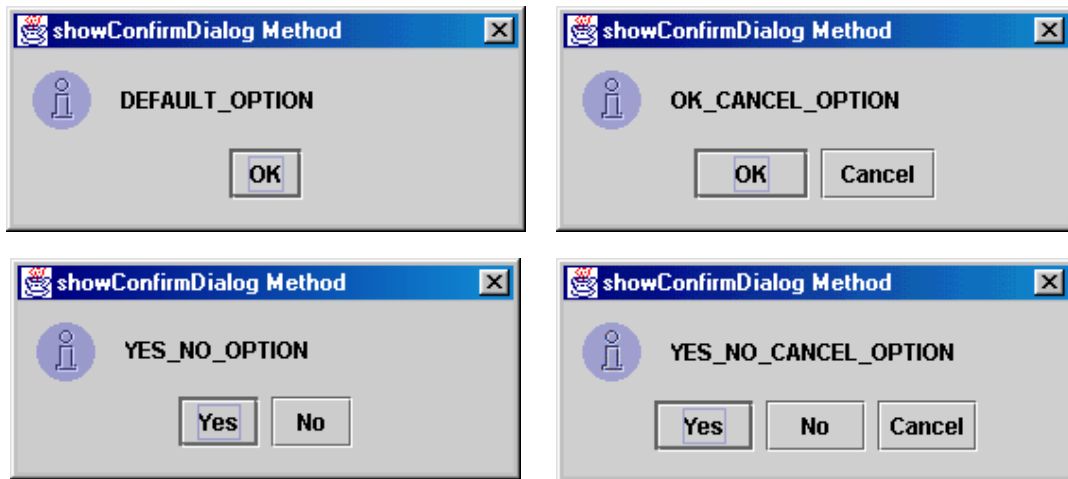 showConfirmDialog Method
DEFAULT_OPTION
OK
showConfirmDialog Method
OK_CANCEL_OPTION
OK Cancel
showConfirmDialog Method
YES_NO_OPTION
Yes No
showConfirmDialog Method
YES_NO_CANCEL_OPTION
Yes No Cancel